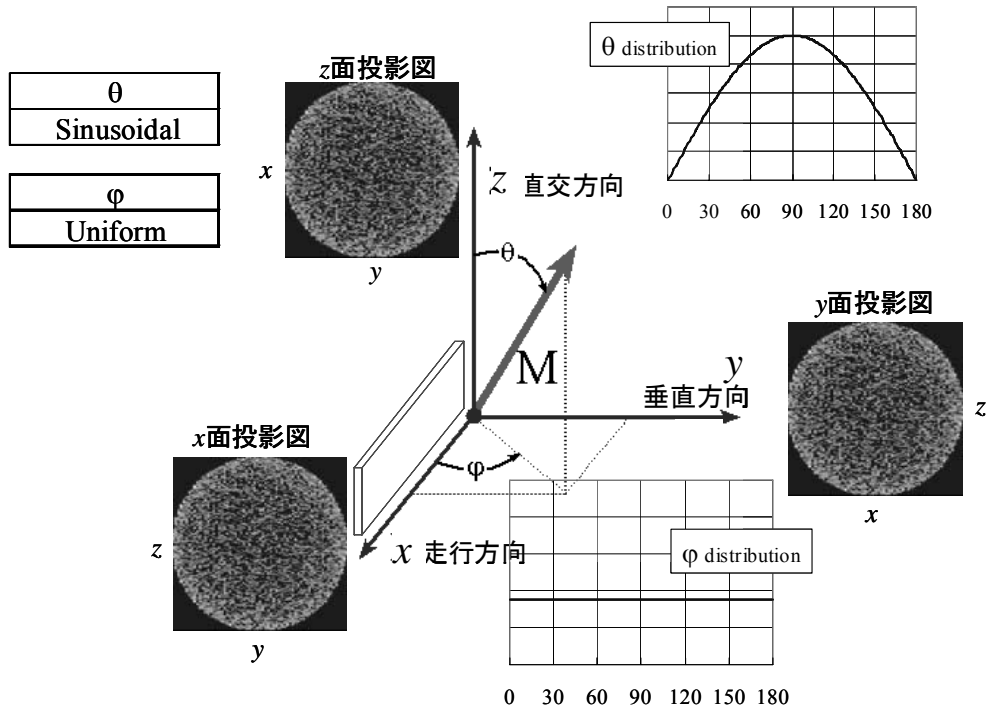 θ
Sinusoidal
φ
Uniform
z面投影図
x
y
θ distribution
0 30 60 90 120 150 180
z 直交方向
θ
M
y
垂直方向
y面投影図
z
x
x面投影図
z
y
φ
x 走行方向
φ distribution
0 30 60 90 120 150 180